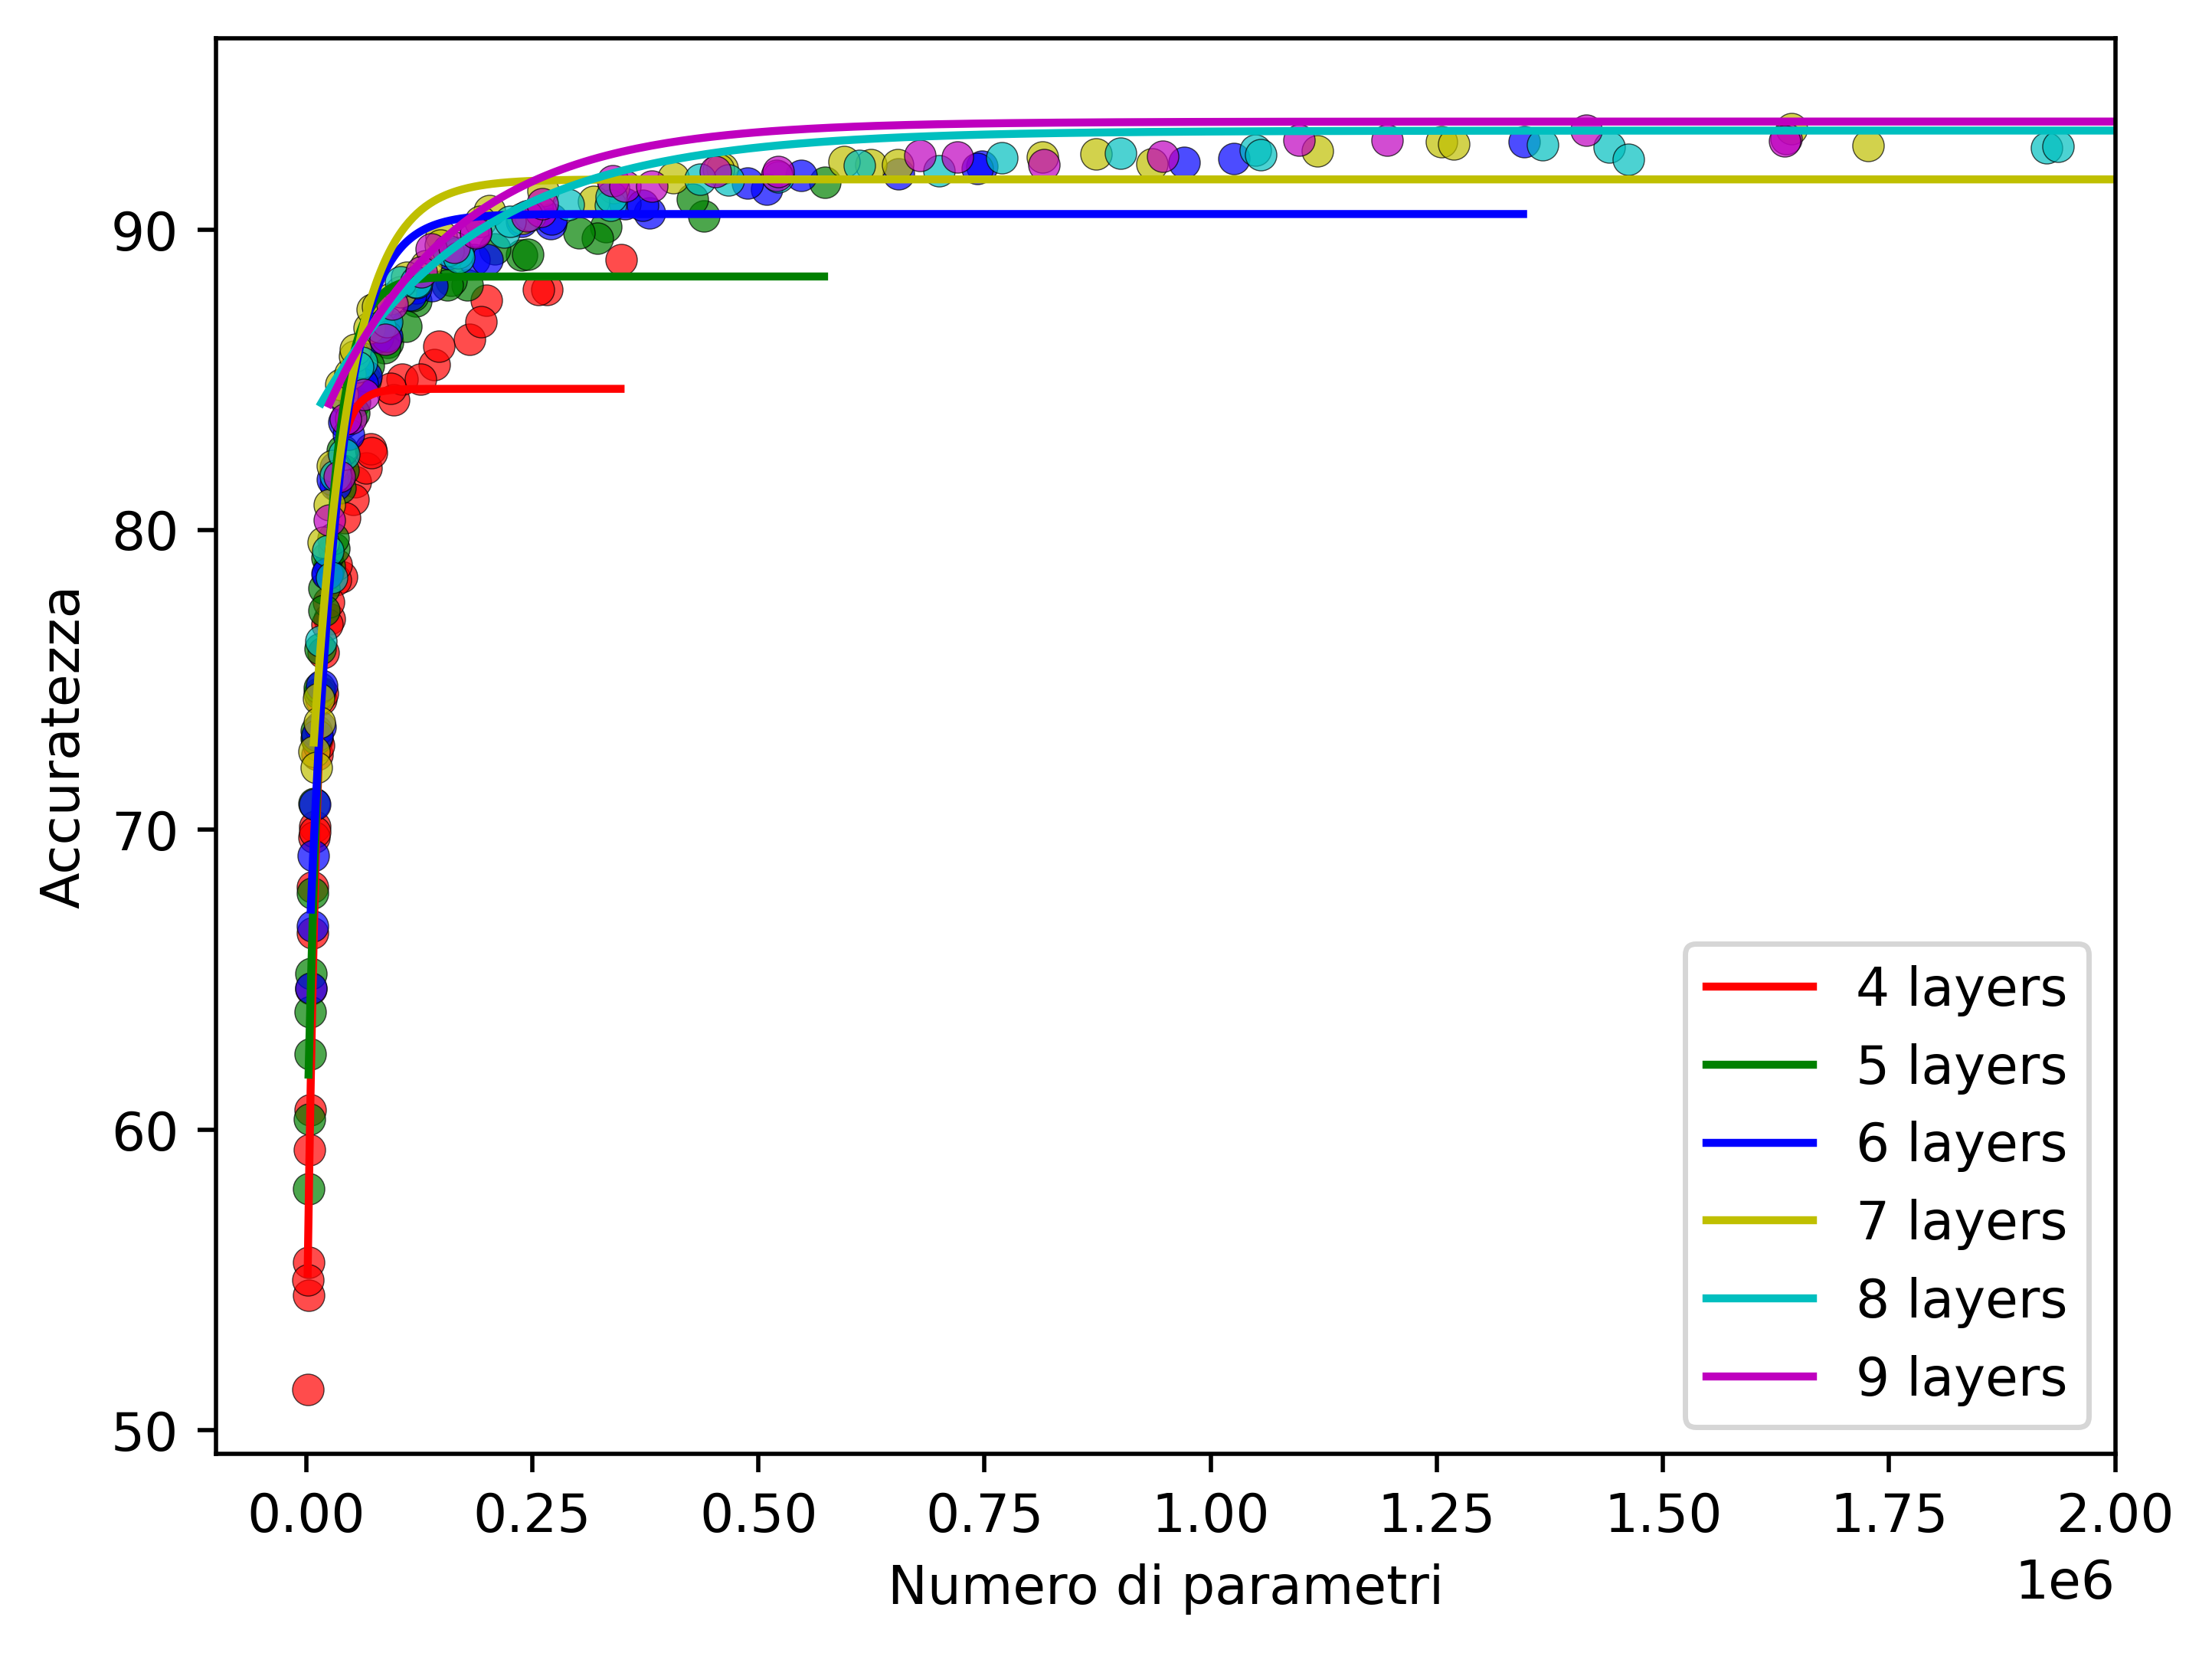 Accuratezza
90
80
70
60
50
0.00 0.25 0.50 0.75 1.00 1.25 1.50 1.75 2.00
1e6
Numero di parametri
4 layers
5 layers
6 layers
7 layers
8 layers
9 layers